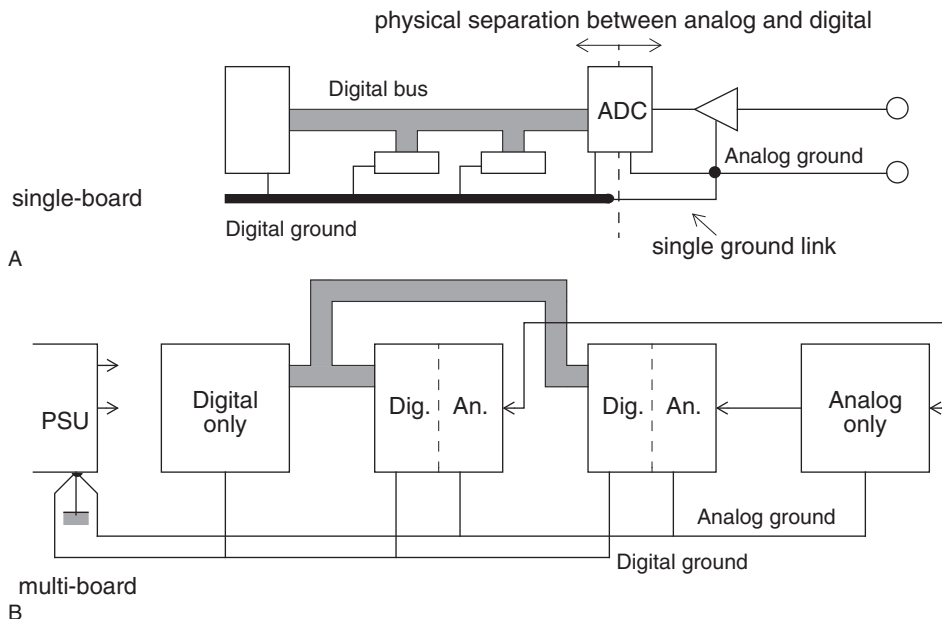 physical separation between analog and digital
Digital bus
ADC
Analog ground
single-board
Digital ground
single ground link
A
PSU
Digital
only
Dig.
An.
Dig.
An.
Analog
only
Analog ground
Digital ground
multi-board
B